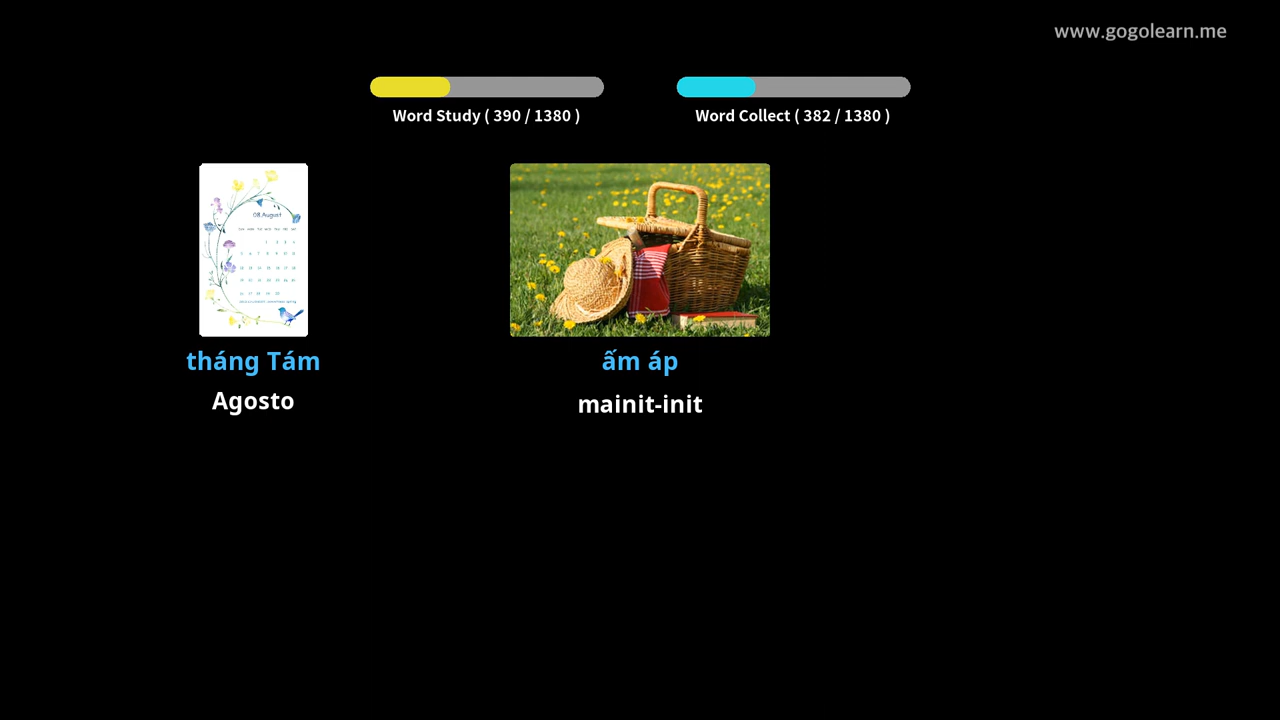 www.gogolearn.me
Word Study ( 390 / 1380 )
Word Collect ( 382 / 1380 )
08.August
tháng Tám
ấm áp
Agosto
mainit-init